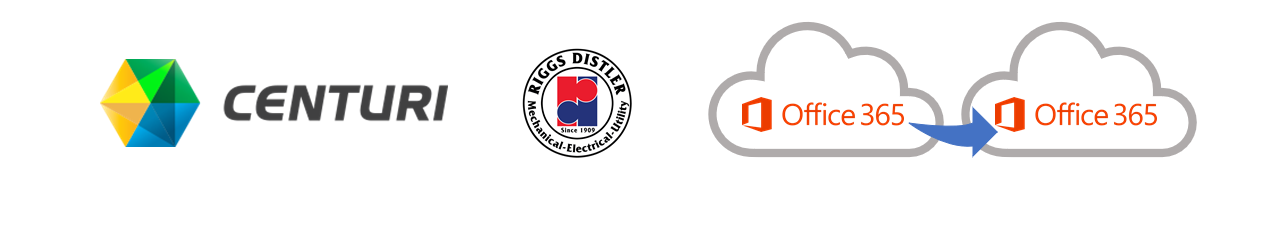 CENTURI
RIGGS DISTLER
Since 1909
Mechanical-Electrical-Utility
Office 365
Office 365